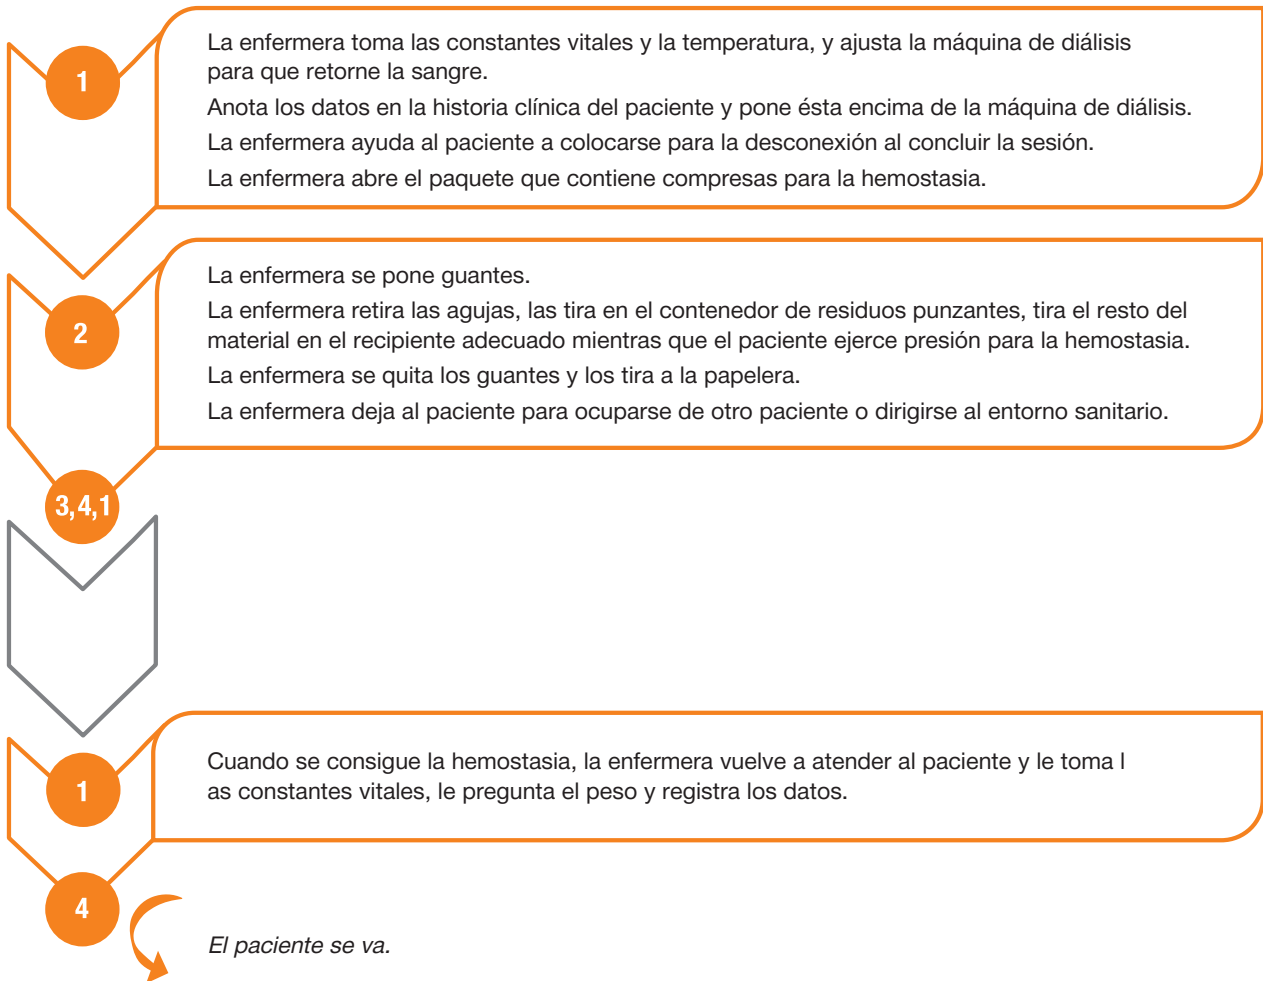 1
La enfermera toma las constantes vitales y la temperatura, y ajusta la máquina de diálisis
para que retorne la sangre.
Anota los datos en la historia clínica del paciente y pone ésta encima de la máquina de diálisis.
La enfermera ayuda al paciente a colocarse para la desconexión al concluir la sesión.
La enfermera abre el paquete que contiene compresas para la hemostasia.
2
La enfermera se pone guantes.
La enfermera retira las agujas, las tira en el contenedor de residuos punzantes, tira el resto del
material en el recipiente adecuado mientras que el paciente ejerce presión para la hemostasia.
La enfermera se quita los guantes y los tira a la papelera.
La enfermera deja al paciente para ocuparse de otro paciente o dirigirse al entorno sanitario.
3,4,1
1
Cuando se consigue la hemostasia, la enfermera vuelve a atender al paciente y le toma l
as constantes vitales, le pregunta el peso y registra los datos.
4
El paciente se va.